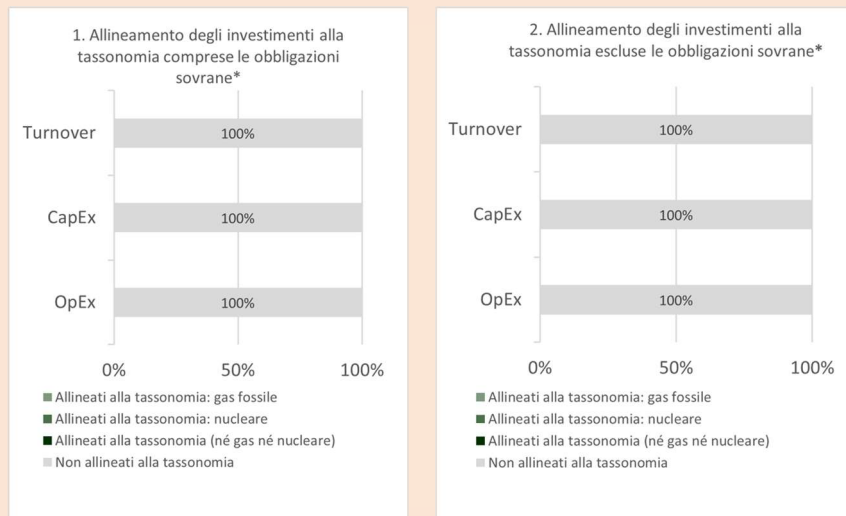 1. Allineamento degli investimenti alla
tassonomia comprese le obbligazioni
sovrane*
Turnover
100%
CapEx
100%
OpEx
100%
0%
50%
100%
Allineati alla tassonomia: gas fossile
Allineati alla tassonomia: nucleare
Allineati alla tassonomia (né gas né nucleare)
Non allineati alla tassonomia
2. Allineamento degli investimenti alla
tassonomia escluse le obbligazioni sovrane*
Turnover
100%
CapEx
100%
OpEx
100%
0%
50%
100%
Allineati alla tassonomia: gas fossile
Allineati alla tassonomia: nucleare
Allineati alla tassonomia (né gas né nucleare)
Non allineati alla tassonomia